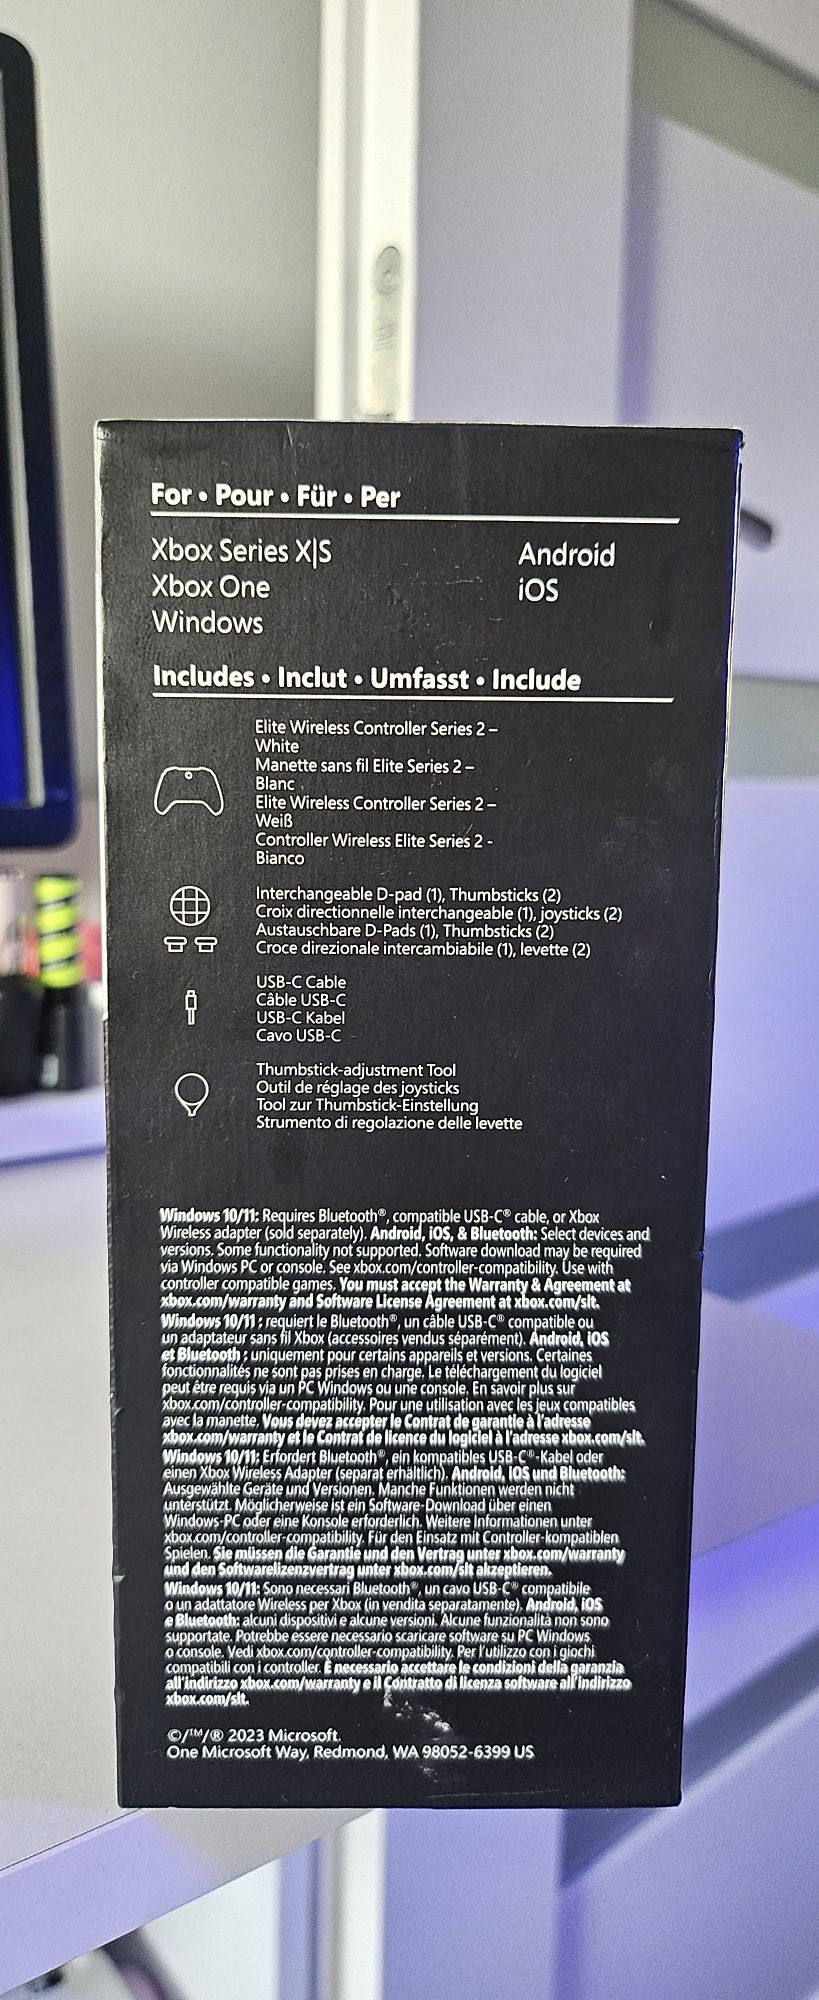 For • Pour • Für • Per
Xbox Series X|S
Xbox One
Windows
Android
iOS
Includes • Inclut • Umfasst • Include
Elite Wireless Controller Series 2 –
White
Manette sans fil Elite Series 2 –
Blanc
Elite Wireless Controller Series 2 –
Weiß
Controller Wireless Elite Series 2 -
Bianco
Interchangeable D-pad (1), Thumbsticks (2)
Croix directionnelle interchangeable (1), joysticks (2)
Austauschbare D-Pads (1), Thumbsticks (2)
Croce direzionale intercambiabile (1), levette (2)
USB-C Cable
Câble USB-C
USB-C Kabel
Cavo USB-C
Thumbstick-adjustment Tool
Outil de réglage des joysticks
Tool zur Thumbstick-Einstellung
Strumento di regolazione delle levette
Windows 10/11: Requires Bluetooth®, compatible USB-C® cable, or Xbox
Wireless adapter (sold separately). Android, iOS, & Bluetooth: Select devices and
versions. Some functionality not supported. Software download may be required
via Windows PC or console. See xbox.com/controller-compatibility. Use with
controller compatible games. You must accept the Warranty & Agreement at
xbox.com/warranty and Software License Agreement at xbox.com/slt.
Windows 10/11 : requiert le Bluetooth®, un câble USB-C® compatible ou
un adaptateur sans fil Xbox (accessoires vendus séparément). Android, iOS
et Bluetooth : uniquement pour certains appareils et versions. Certaines
fonctionnalités ne sont pas prises en charge. Le téléchargement du logiciel
peut être requis via un PC Windows ou une console. En savoir plus sur
xbox.com/controller-compatibility. Pour une utilisation avec les jeux compatibles
avec la manette. Vous devez accepter le Contrat de garantie à l'adresse
xbox.com/warranty et le Contrat de licence du logiciel à l'adresse xbox.com/slt.
Windows 10/11: Erfordert Bluetooth®, ein kompatibles USB-C®-Kabel oder
einen Xbox Wireless Adapter (separat erhältlich). Android, iOS und Bluetooth:
Ausgewählte Geräte und Versionen. Manche Funktionen werden nicht
unterstützt. Möglicherweise ist ein Software-Download über einen
Windows-PC oder eine Konsole erforderlich. Weitere Informationen unter
xbox.com/controller-compatibility. Für den Einsatz mit Controller-kompatiblen
Spielen. Sie müssen die Garantie und den Vertrag unter xbox.com/warranty
und den Softwarelizenzvertrag unter xbox.com/slt akzeptieren.
Windows 10/11: Sono necessari Bluetooth®, un cavo USB-C® compatibile
o un adattatore Wireless per Xbox (in vendita separatamente). Android, iOS
e Bluetooth: alcuni dispositivi e alcune versioni. Alcune funzionalità non sono
supportate. Potrebbe essere necessario scaricare software su PC Windows
o console. Vedi xbox.com/controller-compatibility. Per l'utilizzo con i giochi
compatibili con i controller. È necessario accettare le condizioni della garanzia
all'indirizzo xbox.com/warranty e il Contratto di licenza software all'indirizzo
xbox.com/slt.
©/™/® 2023 Microsoft.
One Microsoft Way, Redmond, WA 98052-6399 US